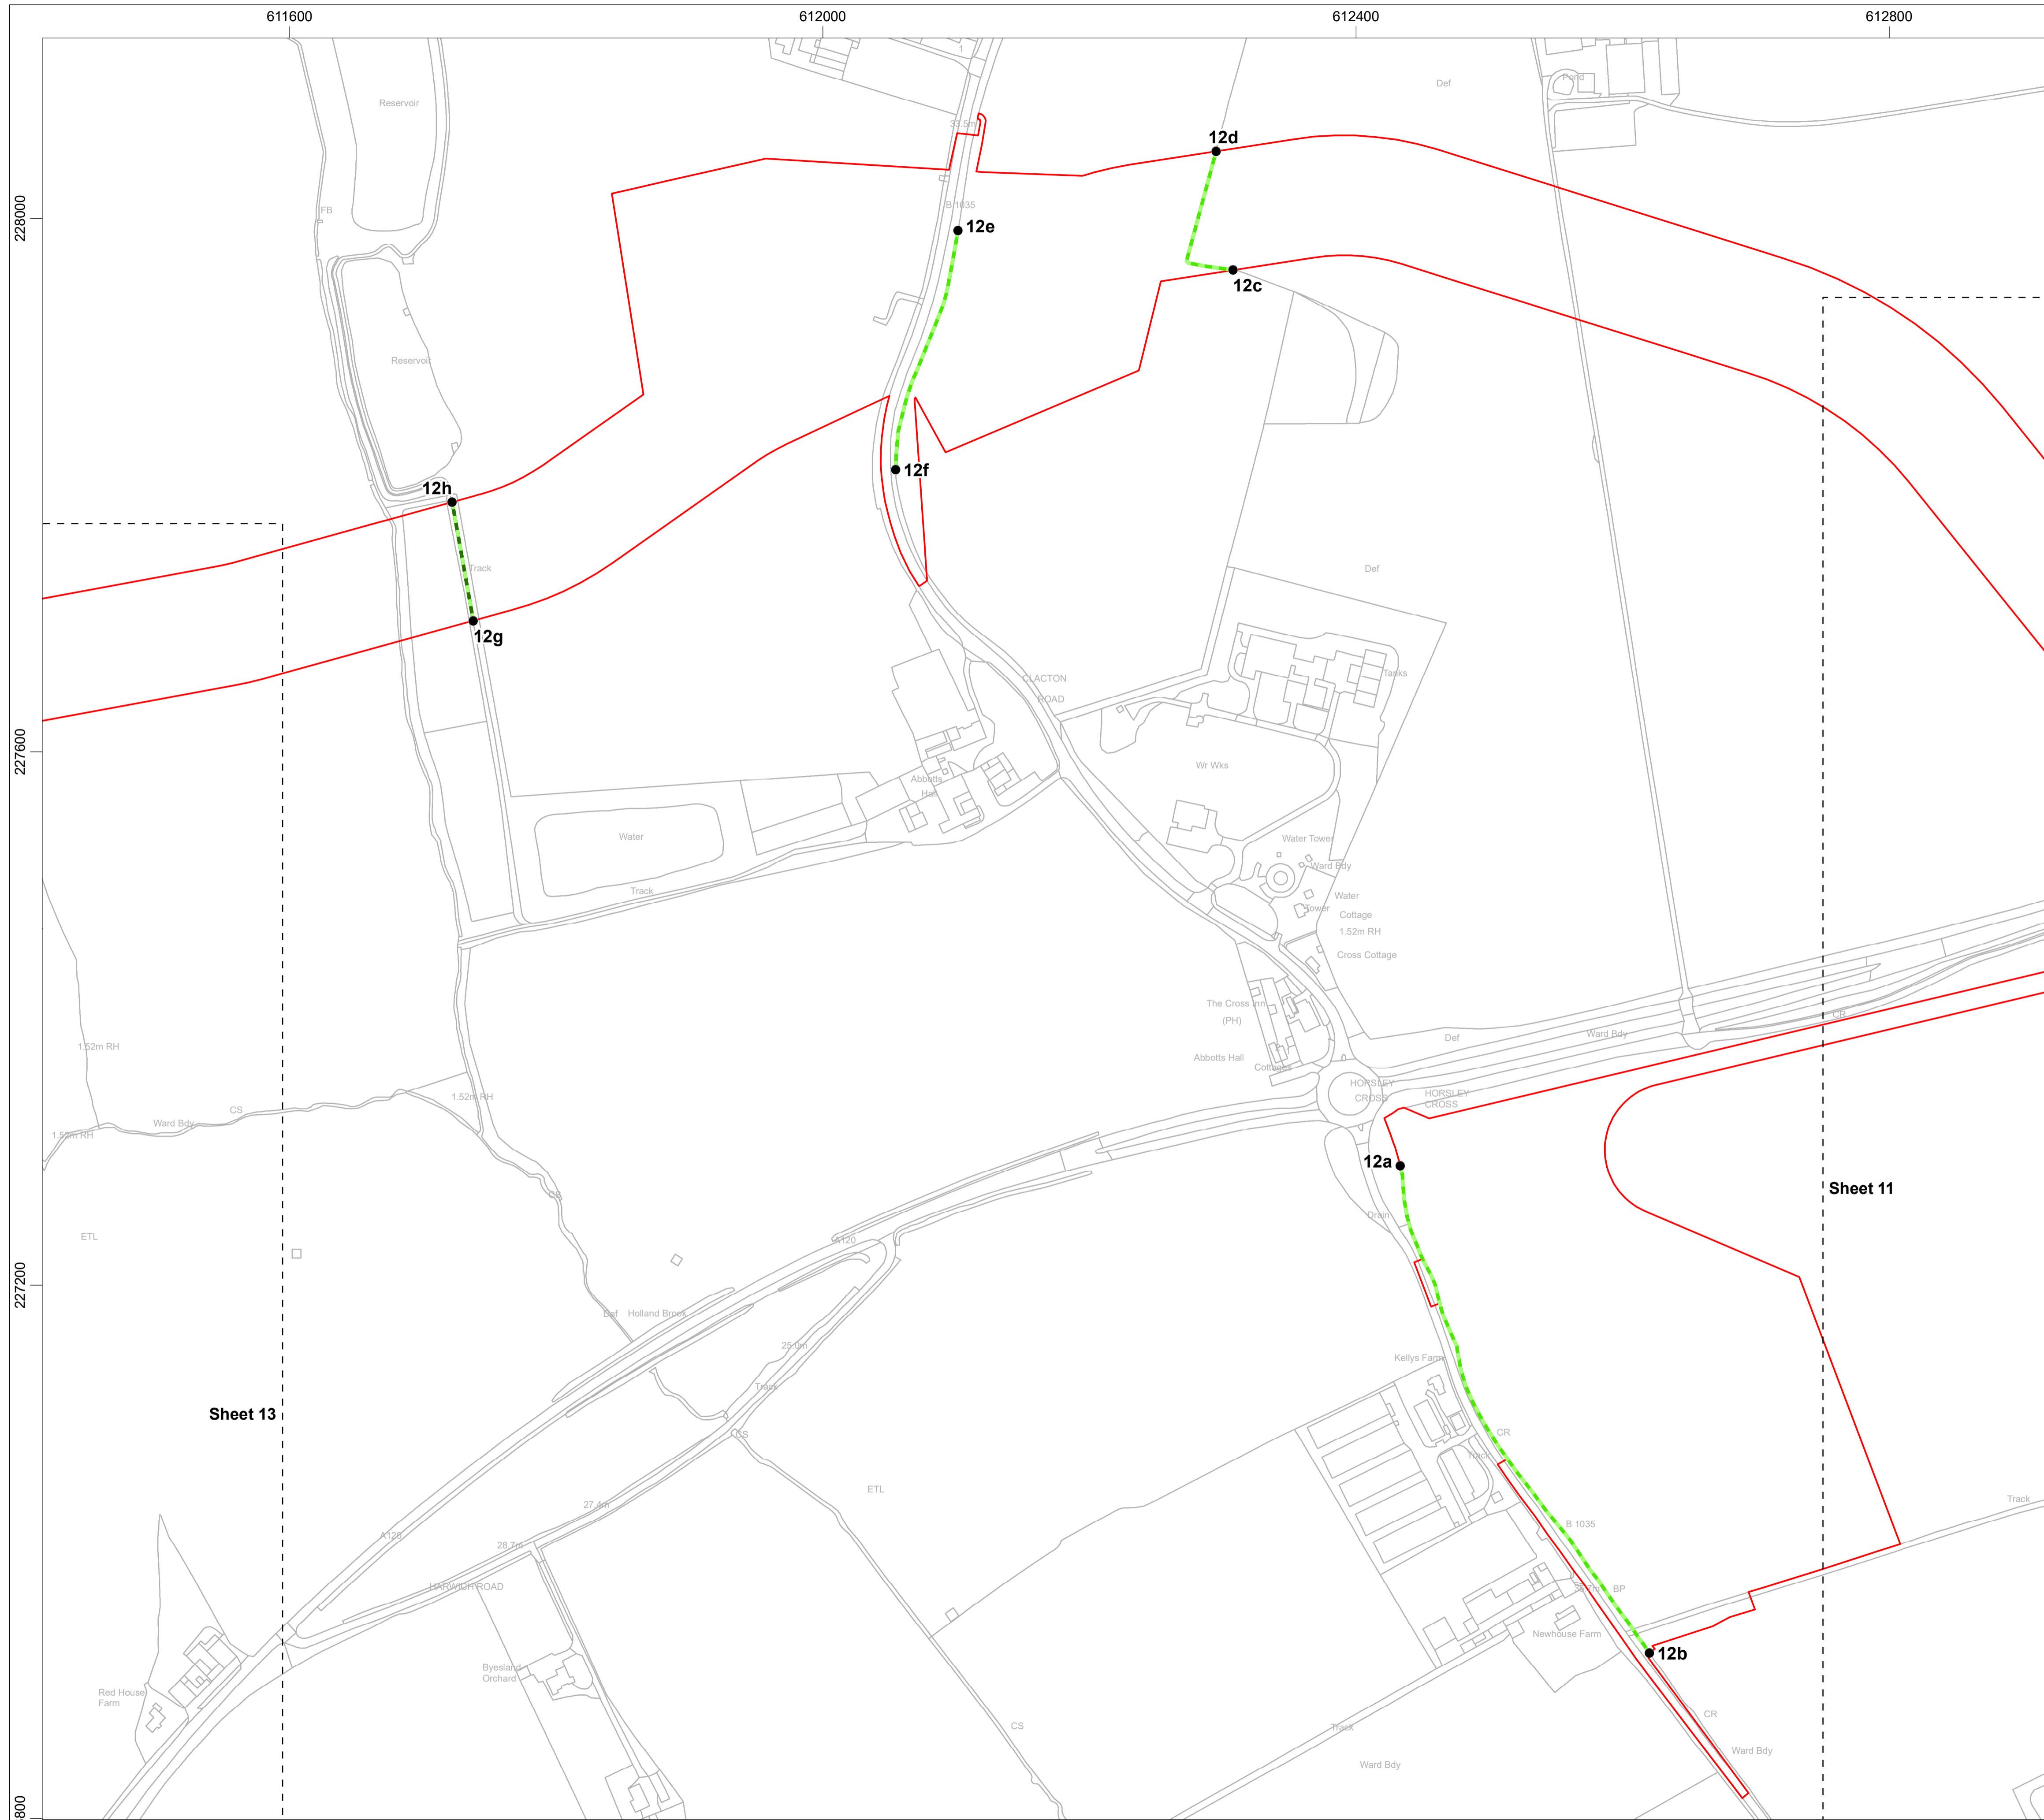 611600
612000
612400
612800
228000
227600
227200
800
Reservoir
1
33.5m
Def
Pond
12d
FB
B 1035
12e
12c
Reservoir
12f
12h
Track
Def
12g
CLACTON
ROAD
Tanks
Wr Wks
Abbotts
Hall
Water
Water Tower
Ward Bdy
Track
Water
Tower
Cottage
1.52m RH
Cross Cottage
The Cross Inn
(PH)
Abbotts Hall
Cottages
Def
Ward Bdy
CR
1.52m RH
HORSLEY
CROSS
HORSLEY
CROSS
1.52m RH
CS
Ward Bdy
1.52m RH
12a
Sheet 11
CS
Drain
ETL
A120
Def
Holland Brook
25.0m
Kellys Farm
Track
Sheet 13
CS
CR
Track
ETL
Track
27.4m
B 1035
A120
28.7m
HARWICH ROAD
BP
Newhouse Farm
12b
Byesland
Orchard
Red House
Farm
CR
CS
Track
Ward Bdy
Ward Bdy